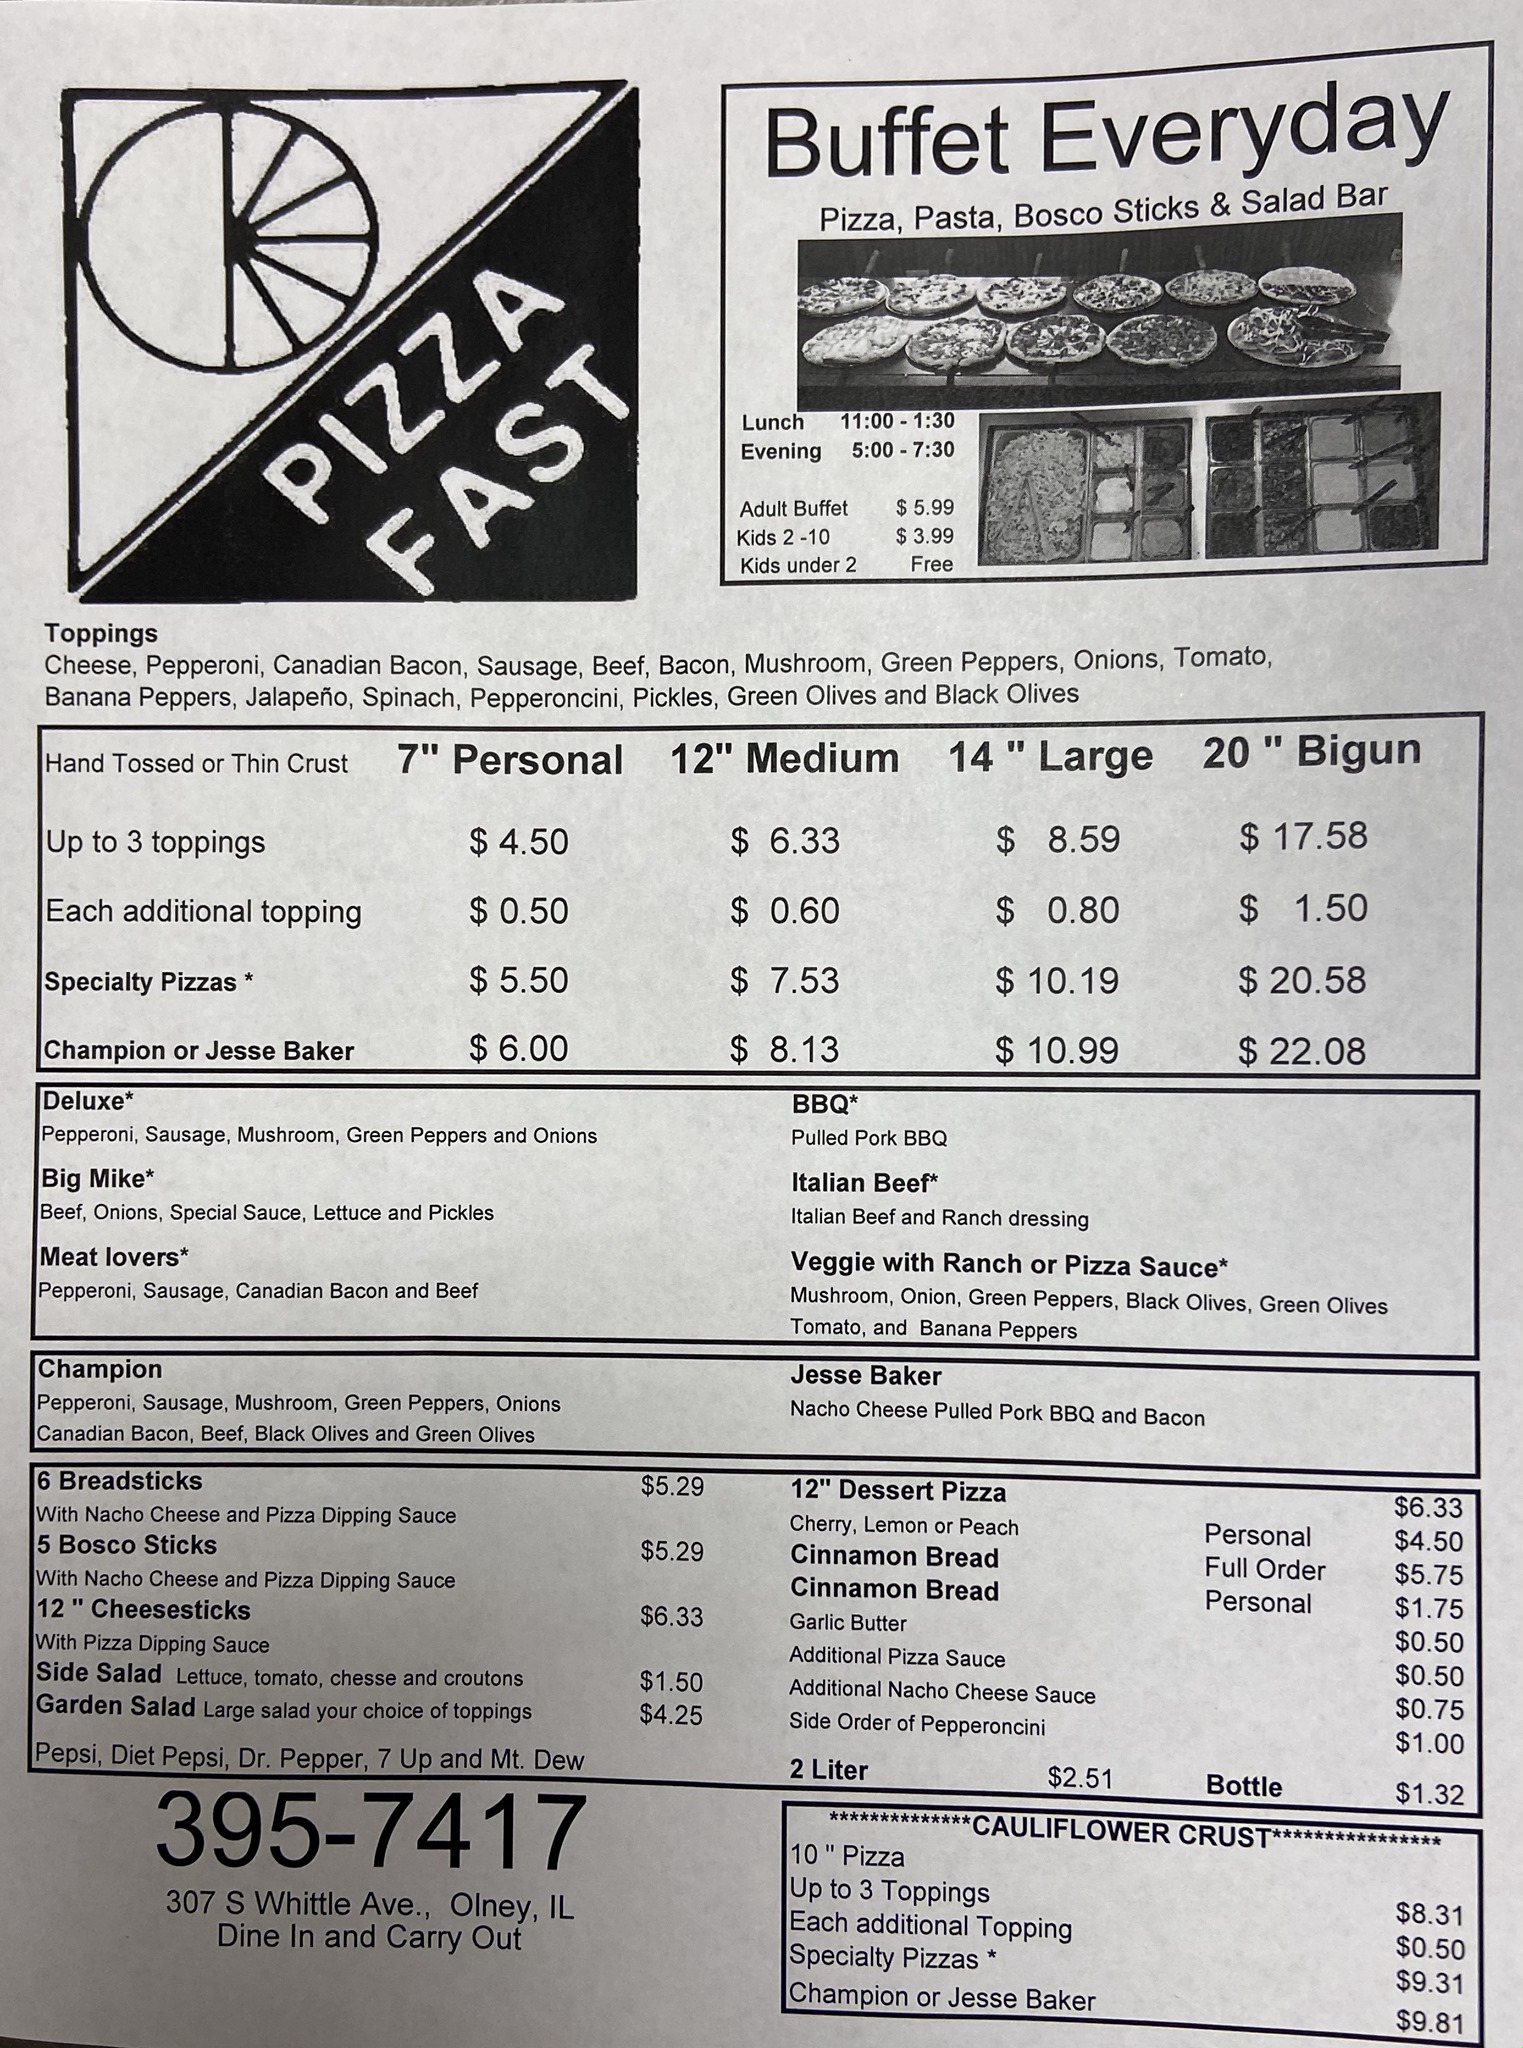 PIZZA
FAST
Buffet Everyday
Pizza, Pasta, Bosco Sticks & Salad Bar
Lunch 11:00 - 1:30
Evening 5:00 - 7:30
Adult Buffet $ 5.99
Kids 2 -10 $ 3.99
Kids under 2 Free
Toppings
Cheese, Pepperoni, Canadian Bacon, Sausage, Beef, Bacon, Mushroom, Green Peppers, Onions, Tomato,
Banana Peppers, Jalapeño, Spinach, Pepperoncini, Pickles, Green Olives and Black Olives
Hand Tossed or Thin Crust 7" Personal 12" Medium 14 " Large 20 " Bigun
Up to 3 toppings $ 4.50 $ 6.33 $ 8.59 $ 17.58
Each additional topping $ 0.50 $ 0.60 $ 0.80 $ 1.50
Specialty Pizzas * $ 5.50 $ 7.53 $ 10.19 $ 20.58
Champion or Jesse Baker $ 6.00 $ 8.13 $ 10.99 $ 22.08
Deluxe*
Pepperoni, Sausage, Mushroom, Green Peppers and Onions
Big Mike*
Beef, Onions, Special Sauce, Lettuce and Pickles
Meat lovers*
Pepperoni, Sausage, Canadian Bacon and Beef
BBQ*
Pulled Pork BBQ
Italian Beef*
Italian Beef and Ranch dressing
Veggie with Ranch or Pizza Sauce*
Mushroom, Onion, Green Peppers, Black Olives, Green Olives
Tomato, and Banana Peppers
Champion
Pepperoni, Sausage, Mushroom, Green Peppers, Onions
Canadian Bacon, Beef, Black Olives and Green Olives
Jesse Baker
Nacho Cheese Pulled Pork BBQ and Bacon
6 Breadsticks $5.29
With Nacho Cheese and Pizza Dipping Sauce
5 Bosco Sticks $5.29
With Nacho Cheese and Pizza Dipping Sauce
12 " Cheesesticks $6.33
With Pizza Dipping Sauce
Side Salad Lettuce, tomato, chesse and croutons $1.50
Garden Salad Large salad your choice of toppings $4.25
Pepsi, Diet Pepsi, Dr. Pepper, 7 Up and Mt. Dew
12" Dessert Pizza $6.33
Cherry, Lemon or Peach Personal $4.50
Cinnamon Bread Full Order $5.75
Cinnamon Bread Personal $1.75
Garlic Butter $0.50
Additional Pizza Sauce $0.50
Additional Nacho Cheese Sauce $0.75
Side Order of Pepperoncini $1.00
2 Liter $2.51 Bottle $1.32
395-7417
307 S Whittle Ave., Olney, IL
Dine In and Carry Out
**************CAULIFLOWER CRUST*****************
10 " Pizza
Up to 3 Toppings $8.31
Each additional Topping $0.50
Specialty Pizzas * $9.31
Champion or Jesse Baker $9.81